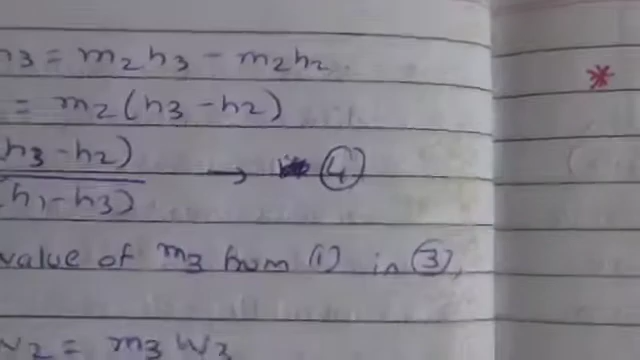 h3 = m2h3 - m2h2
= m2 (h3 - h2)
(h3 - h2)
(h1 - h3) → (4)
value of m3 from (1) in (3),
w2 = m3 w3
*